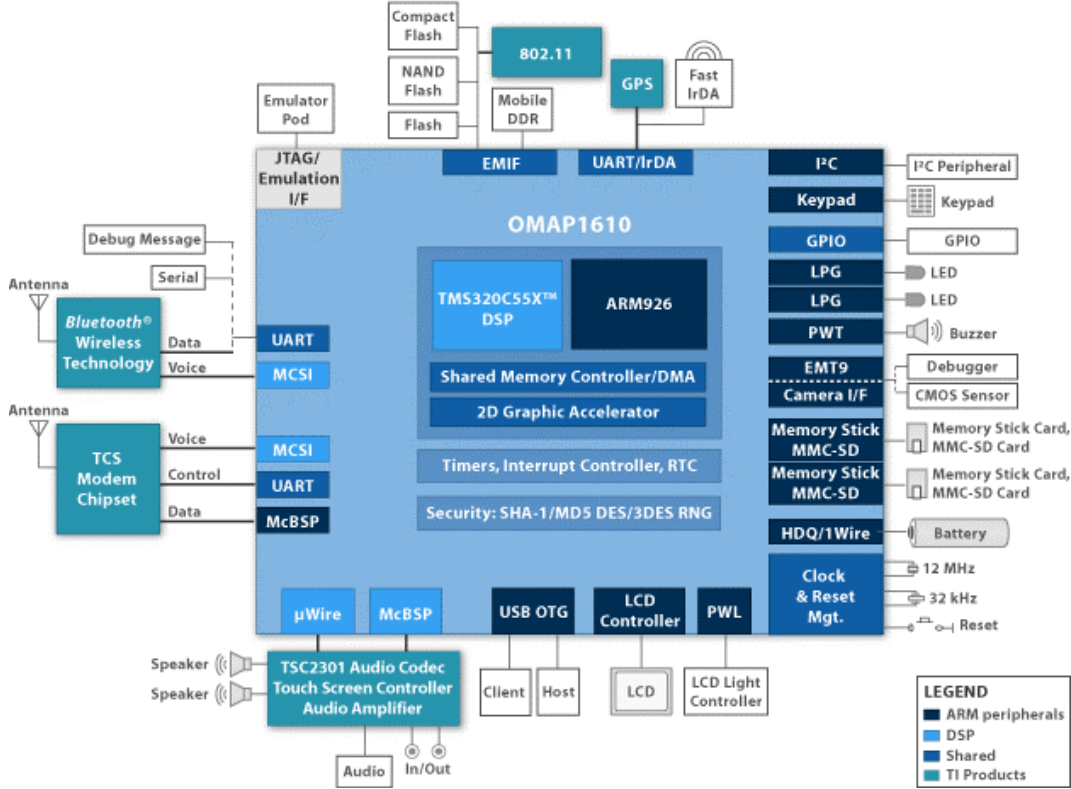 Compact
Flash
802.11
NAND
Flash
GPS
Fast
IrDA
Emulator
Pod
Flash
Mobile
DDR
JTAG/
Emulation
I/F
EMIF
UART/IrDA
I²C
I²C Peripheral
Keypad
Keypad
OMAP1610
GPIO
GPIO
Debug Message
Serial
LPG
LED
LPG
LED
TMS320C55X™
DSP
ARM926
PWT
Buzzer
Antenna
Bluetooth®
Wireless
Technology
Data
Voice
UART
MCSI
Shared Memory Controller/DMA
2D Graphic Accelerator
EMT9
Debugger
Camera I/F
CMOS Sensor
Antenna
TCS
Modem
Chipset
Voice
Control
Data
MCSI
UART
McBSP
Timers, Interrupt Controller, RTC
Security: SHA-1/MD5 DES/3DES RNG
Memory Stick
MMC-SD
Memory Stick Card,
MMC-SD Card
Memory Stick
MMC-SD
Memory Stick Card,
MMC-SD Card
HDQ/1Wire
Battery
Clock
& Reset
Mgt.
12 MHz
32 kHz
Reset
µWire
McBSP
USB OTG
LCD
Controller
PWL
Speaker
Speaker
TSC2301 Audio Codec
Touch Screen Controller
Audio Amplifier
Client
Host
LCD
LCD Light
Controller
Audio
In/Out
LEGEND
ARM peripherals
DSP
Shared
TI Products